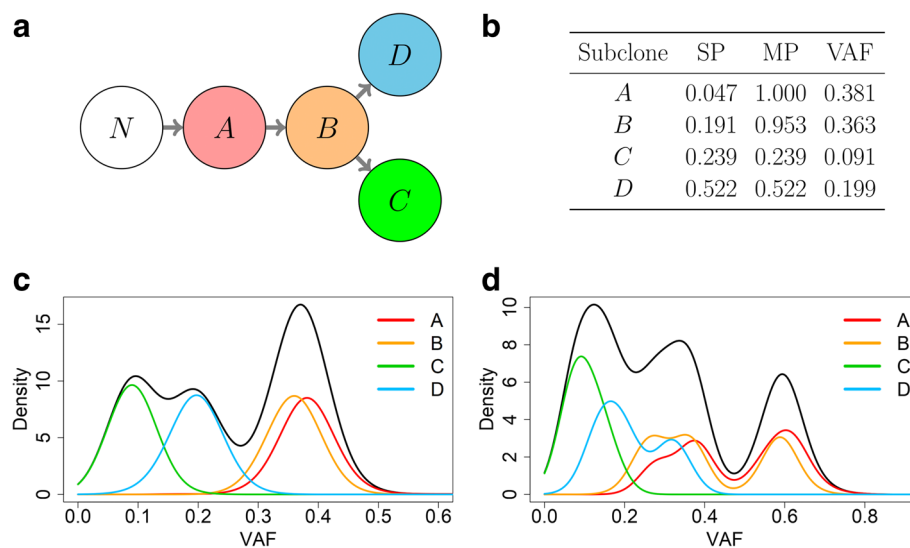 a
N
A
B
D
C
b
Subclone SP MP VAF
A 0.047 1.000 0.381
B 0.191 0.953 0.363
C 0.239 0.239 0.091
D 0.522 0.522 0.199
c
Density
15
10
5
0
0.0 0.1 0.2 0.3 0.4 0.5 0.6
VAF
A
B
C
D
d
Density
10
8
6
4
2
0
0.0 0.2 0.4 0.6 0.8
VAF
A
B
C
D